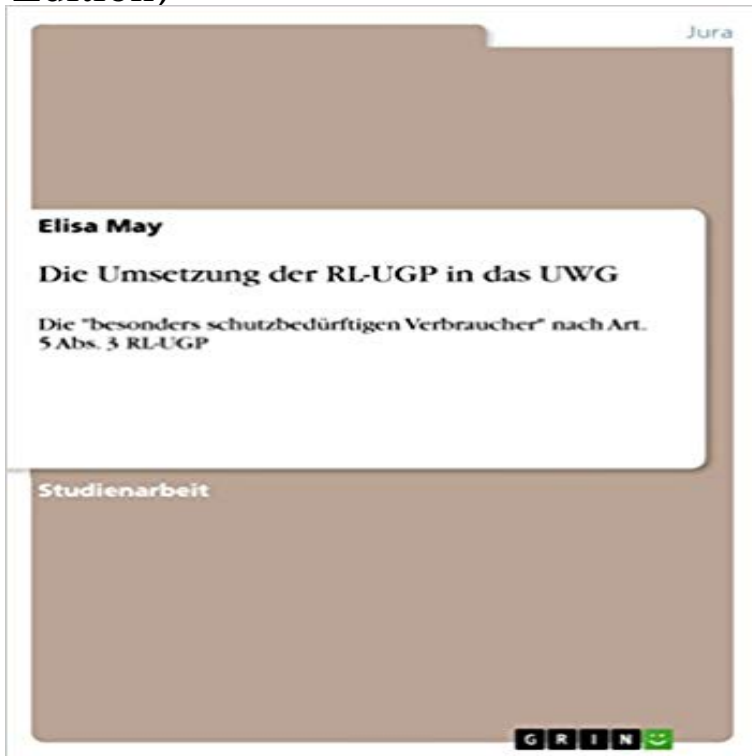 Edition)
Jura
Elisa May
Die Umsetzung der RL-UGP in das UWG
Die "besonders schutzbedürftigen Verbraucher" nach Art.
5 Abs. 3 RL-UGP
Studienarbeit
GRIN